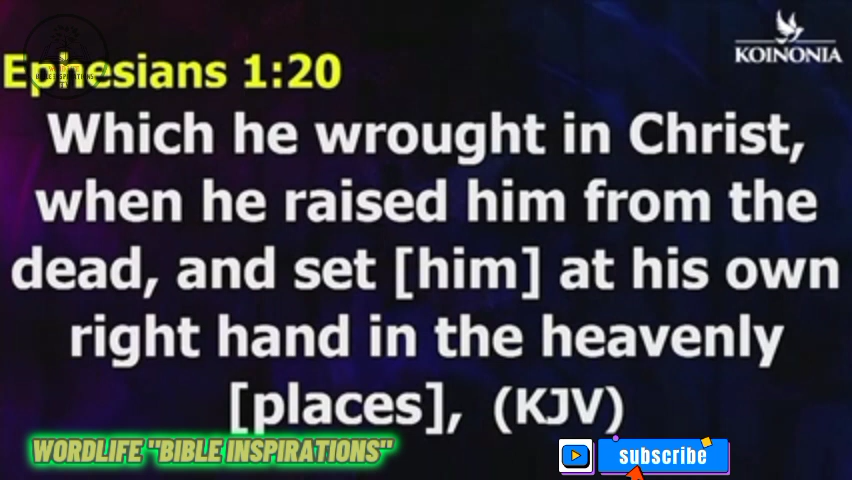 KOINONIA
Ephesians 1:20
Which he wrought in Christ,
when he raised him from the
dead, and set [him] at his own
right hand in the heavenly
[places], (KJV)
WORDLIFE "BIBLE INSPIRATIONS"
subscribe